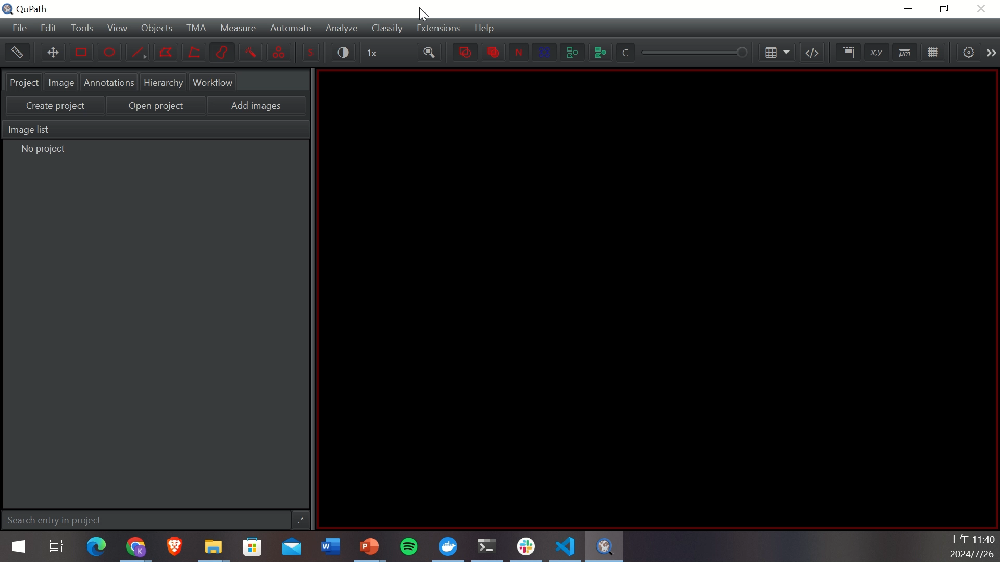 QuPath
File Edit Tools View Objects TMA Measure Automate Analyze Classify Extensions Help
S 1x N C </> x,y μm
Project Image Annotations Hierarchy Workflow
Create project Open project Add images
Image list
No project
Search entry in project .*
K W P 上午 11:40
2024/7/26